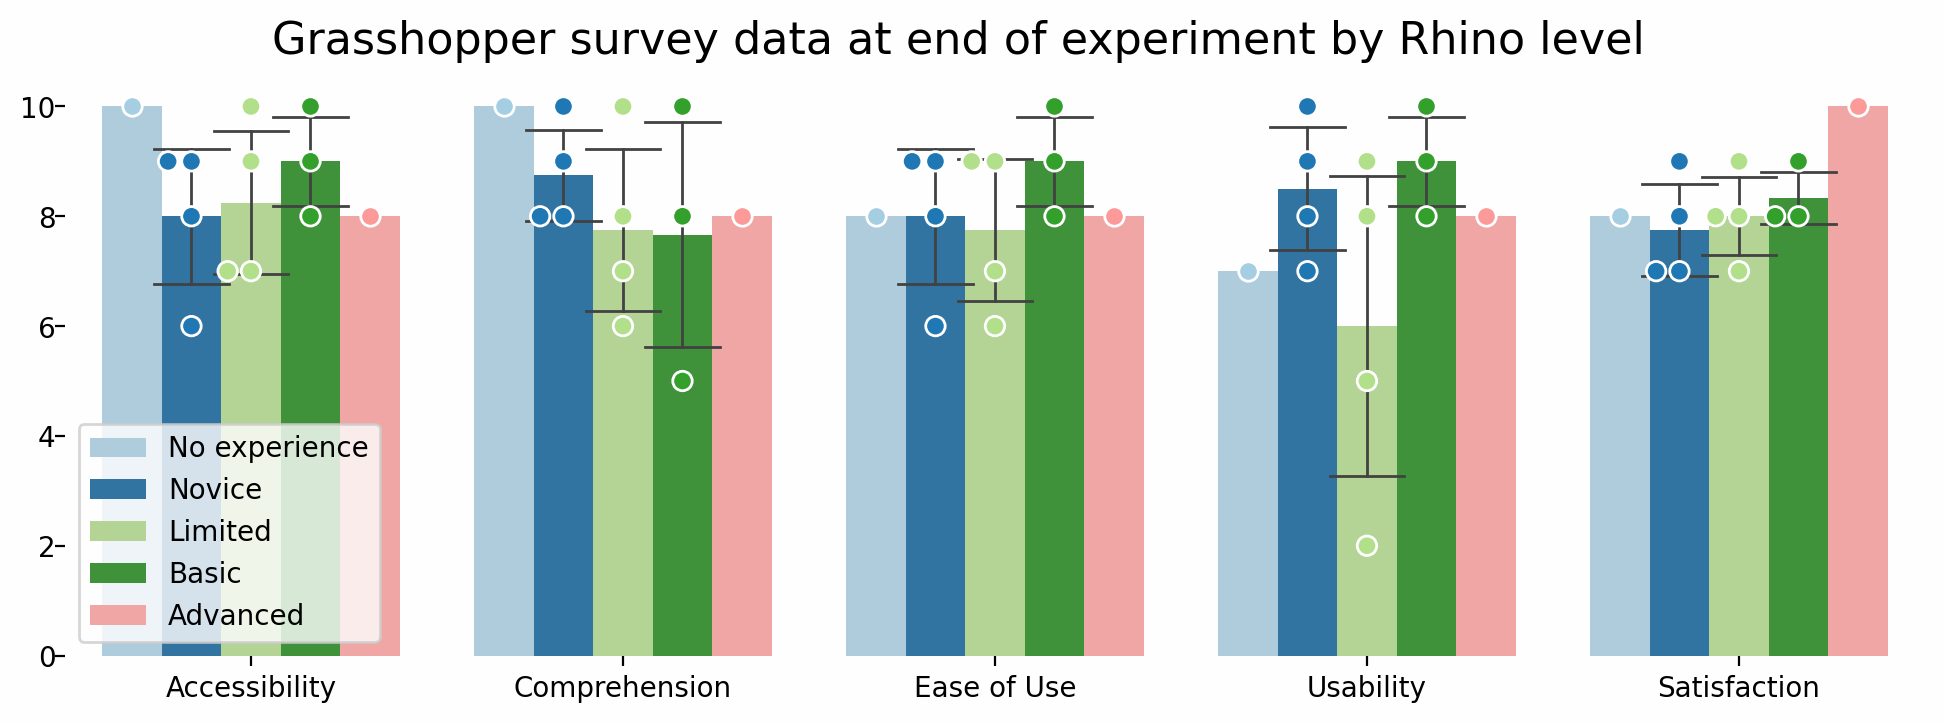 Grasshopper survey data at end of experiment by Rhino level
10
8
6
4
2
0
No experience
Novice
Limited
Basic
Advanced
Accessibility
Comprehension
Ease of Use
Usability
Satisfaction